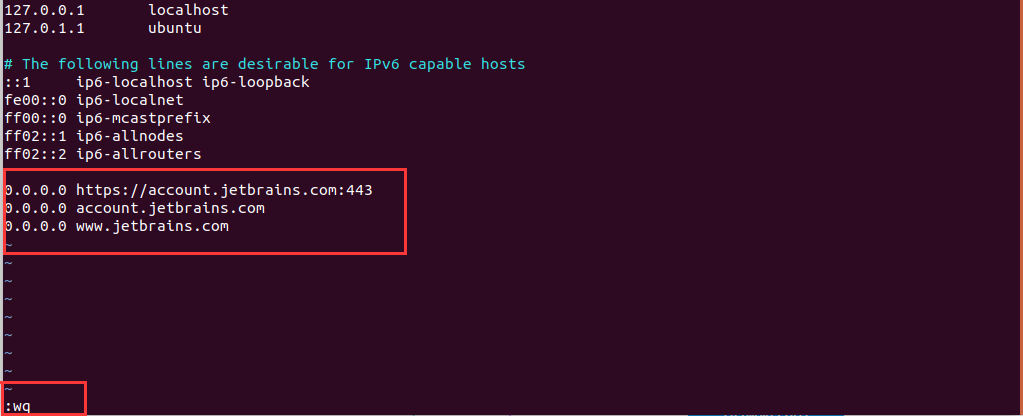 127.0.0.1 localhost
127.0.1.1 ubuntu
# The following lines are desirable for IPv6 capable hosts
::1 ip6-localhost ip6-loopback
fe00::0 ip6-localnet
ff00::0 ip6-mcastprefix
ff02::1 ip6-allnodes
ff02::2 ip6-allrouters
0.0.0.0 https://account.jetbrains.com:443
0.0.0.0 account.jetbrains.com
0.0.0.0 www.jetbrains.com
~
~
~
~
~
~
~
~
~
:wq